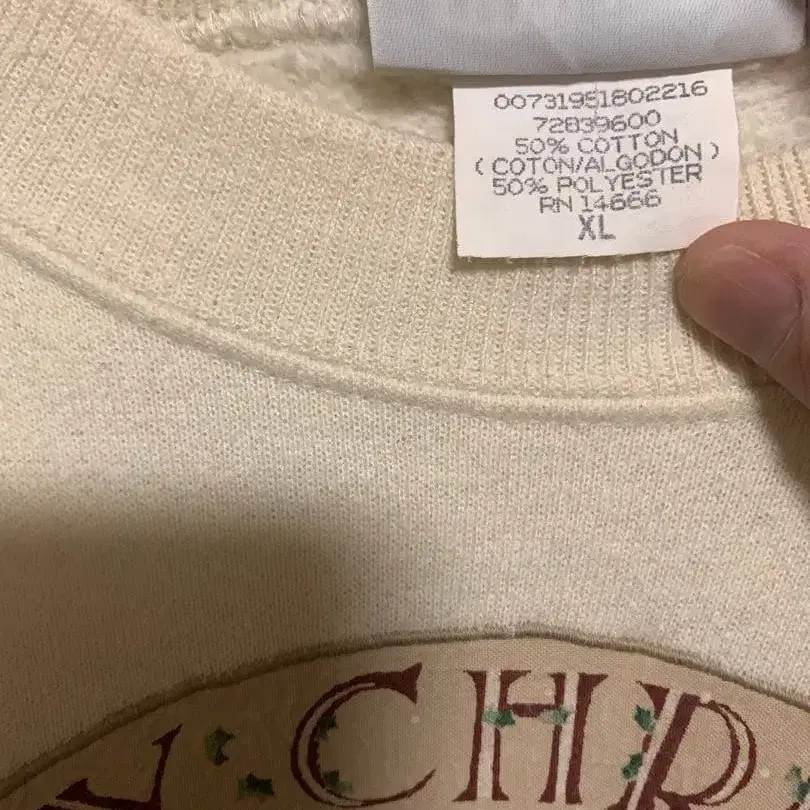 00731951802216
72839600
50% COTTON
( COTON/ALGODON )
50% POLYESTER
RN 14666
XL
Y CHR